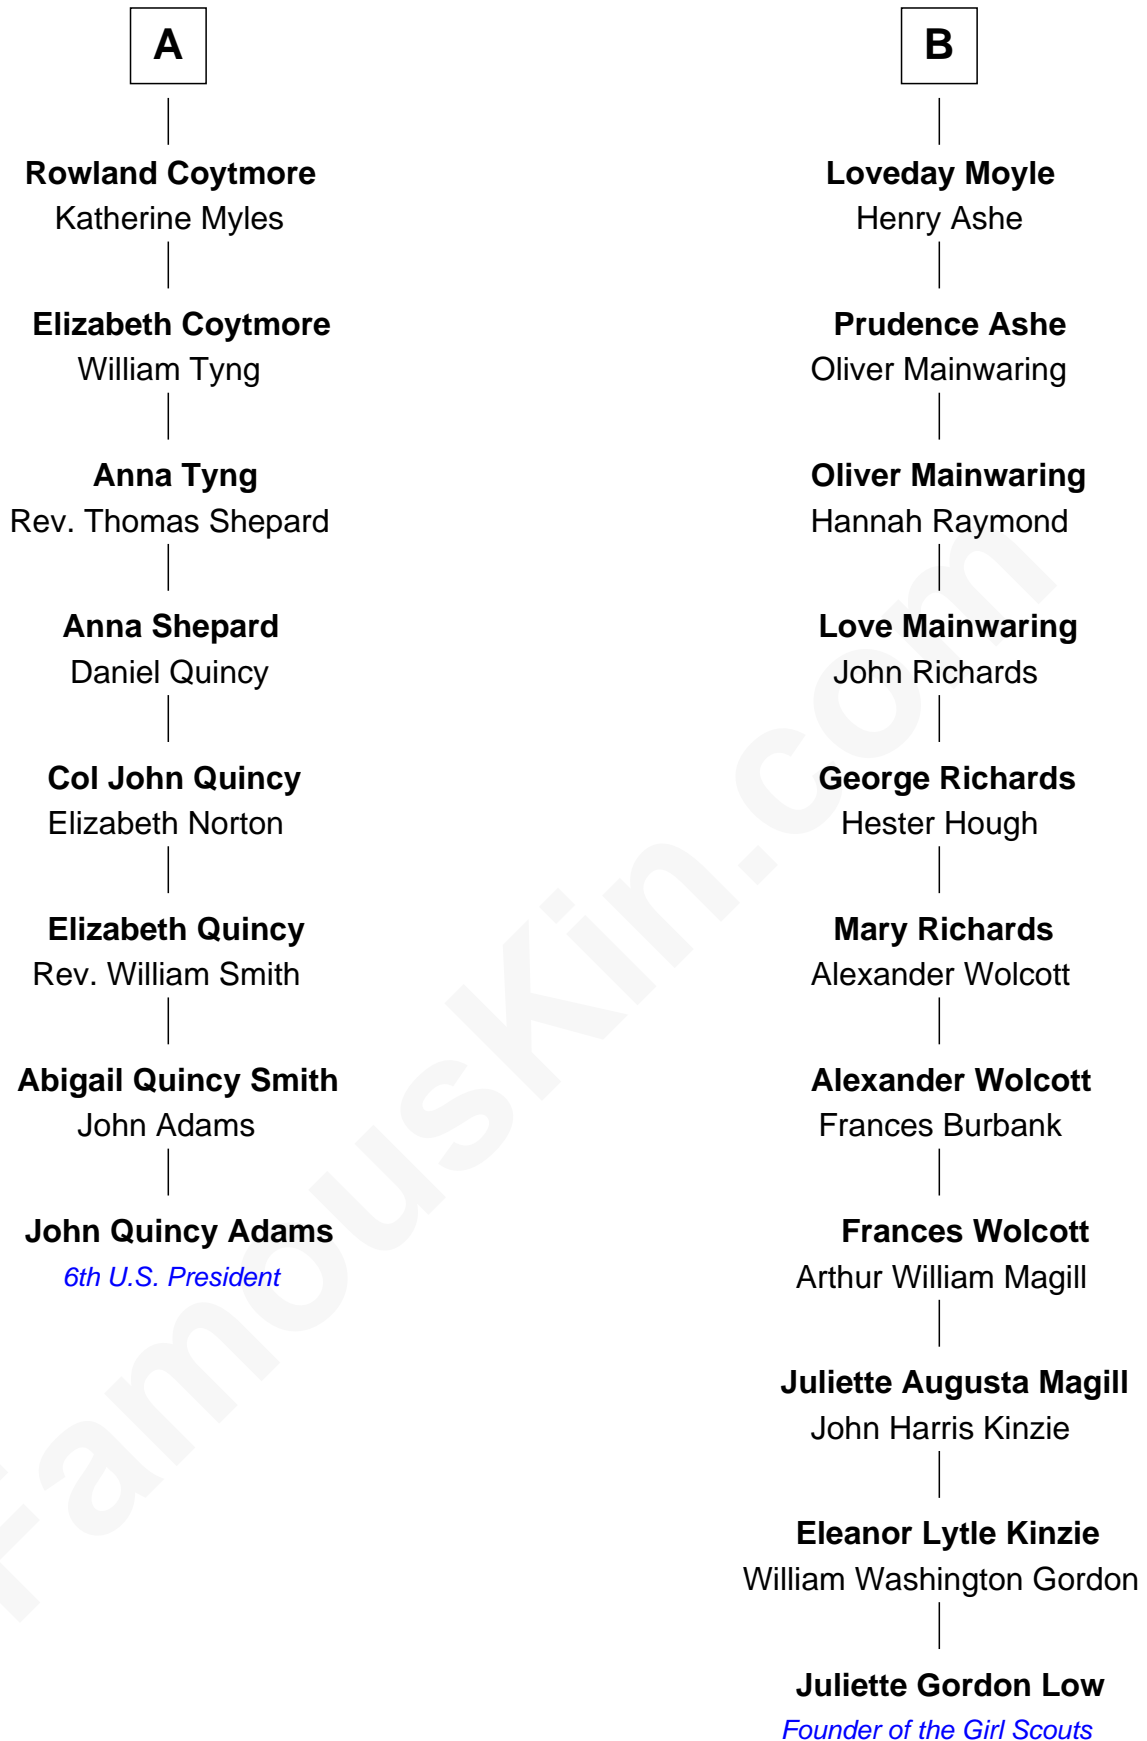 A
Rowland Coytmore
Katherine Myles
Elizabeth Coytmore
William Tyng
Anna Tyng
Rev. Thomas Shepard
Anna Shepard
Daniel Quincy
Col John Quincy
Elizabeth Norton
Elizabeth Quincy
Rev. William Smith
Abigail Quincy Smith
John Adams
John Quincy Adams
6th U.S. President
B
Loveday Moyle
Henry Ashe
Prudence Ashe
Oliver Mainwaring
Oliver Mainwaring
Hannah Raymond
Love Mainwaring
John Richards
George Richards
Hester Hough
Mary Richards
Alexander Wolcott
Alexander Wolcott
Frances Burbank
Frances Wolcott
Arthur William Magill
Juliette Augusta Magill
John Harris Kinzie
Eleanor Lytle Kinzie
William Washington Gordon
Juliette Gordon Low
Founder of the Girl Scouts
FamousKin.com